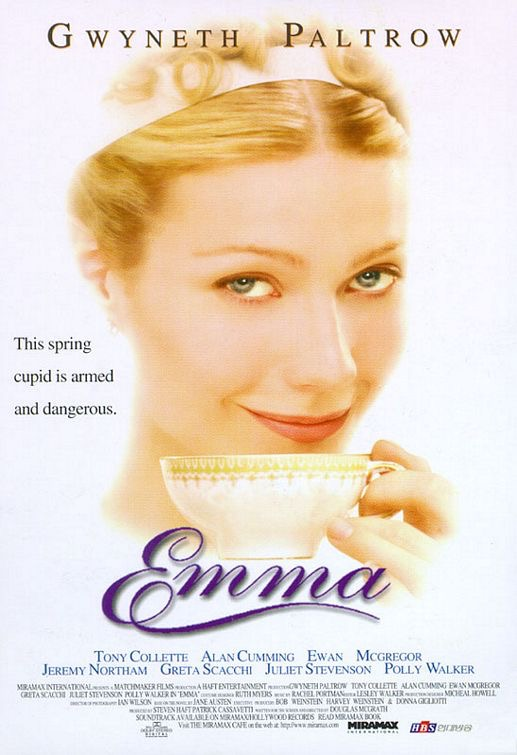 GWYNETH PALTROW
This spring
cupid is armed
and dangerous.
Emma
TONY COLLETTE ALAN CUMMING EWAN MCGREGOR
JEREMY NORTHAM GRETA SCACCHI JULIET STEVENSON POLLY WALKER
MIRAMAX INTERNATIONAL PRESENTS A MATCHMAKER FILMS PRODUCTION A HAFT ENTERTAINMENT PRODUCTION GWYNETH PALTROW TONY COLLETTE ALAN CUMMING EWAN MCGREGOR
GRETA SCACCHI JULIET STEVENSON POLLY WALKER IN "EMMA" COSTUME DESIGNER RUTH MYERS MUSIC BY RACHEL PORTMAN EDITOR LESLEY WALKER PRODUCTION DESIGNER MICHEAL HOWELL
DIRECTOR OF PHOTOGRAPHY IAN WILSON BASED ON THE NOVEL BY JANE AUSTEN EXECUTIVE PRODUCERS BOB WEINSTEIN HARVEY WEINSTEIN & DONNA GIGLIOTTI
PRODUCED BY STEVEN HAFT PATRICK CASSAVETTI WRITTEN FOR THE SCREEN AND DIRECTED BY DOUGLAS MCGRATH
SOUNDTRACK AVAILABLE ON MIRAMAX/HOLLYWOOD RECORDS READ MIRAMAX BOOK
DOLBY DIGITAL Visit THE MIRAMAX CAFE on the web at http://www.miramax.com MIRAMAX INTERNATIONAL HBS